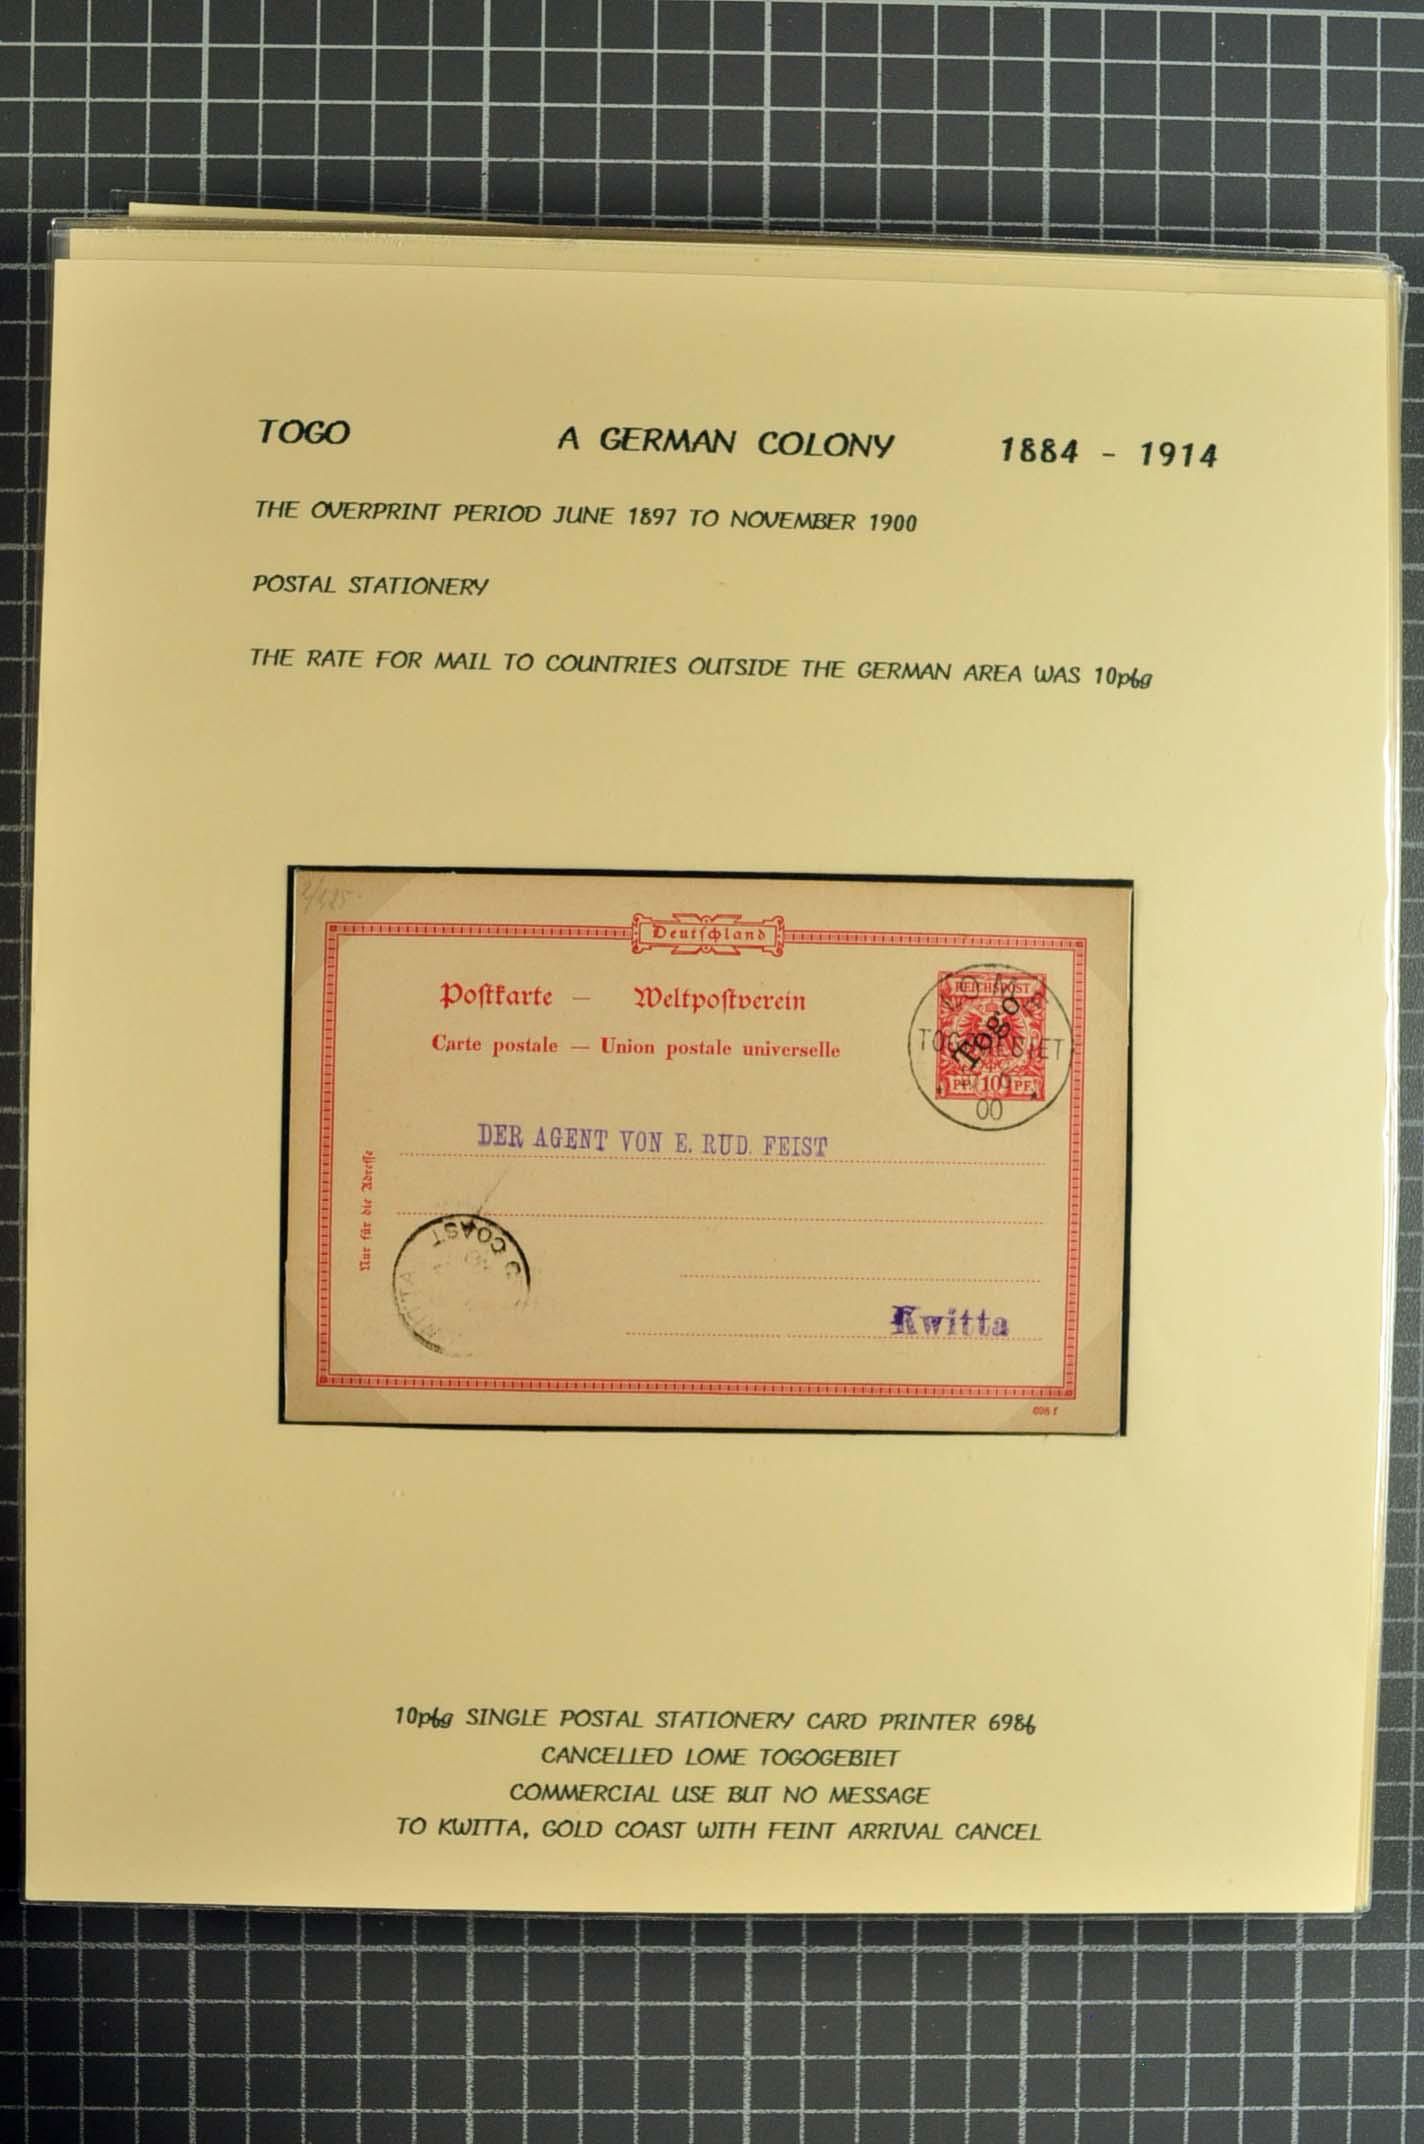 TOGO A GERMAN COLONY 1884 - 1914
THE OVERPRINT PERIOD JUNE 1897 TO NOVEMBER 1900
POSTAL STATIONERY
THE RATE FOR MAIL TO COUNTRIES OUTSIDE THE GERMAN AREA WAS 10pfg
Deutschland
Postkarte — Weltpostverein
Carte postale — Union postale universelle
REICHSPOST
Togo
TOGOGEBIET
PF. 10 PF.
00
DER AGENT VON E. RUD. FEIST
Nur für die Adresse
COAST
Kwitta
698 f
10pfg SINGLE POSTAL STATIONERY CARD PRINTER 698f
CANCELLED LOME TOGOGEBIET
COMMERCIAL USE BUT NO MESSAGE
TO KWITTA, GOLD COAST WITH FEINT ARRIVAL CANCEL